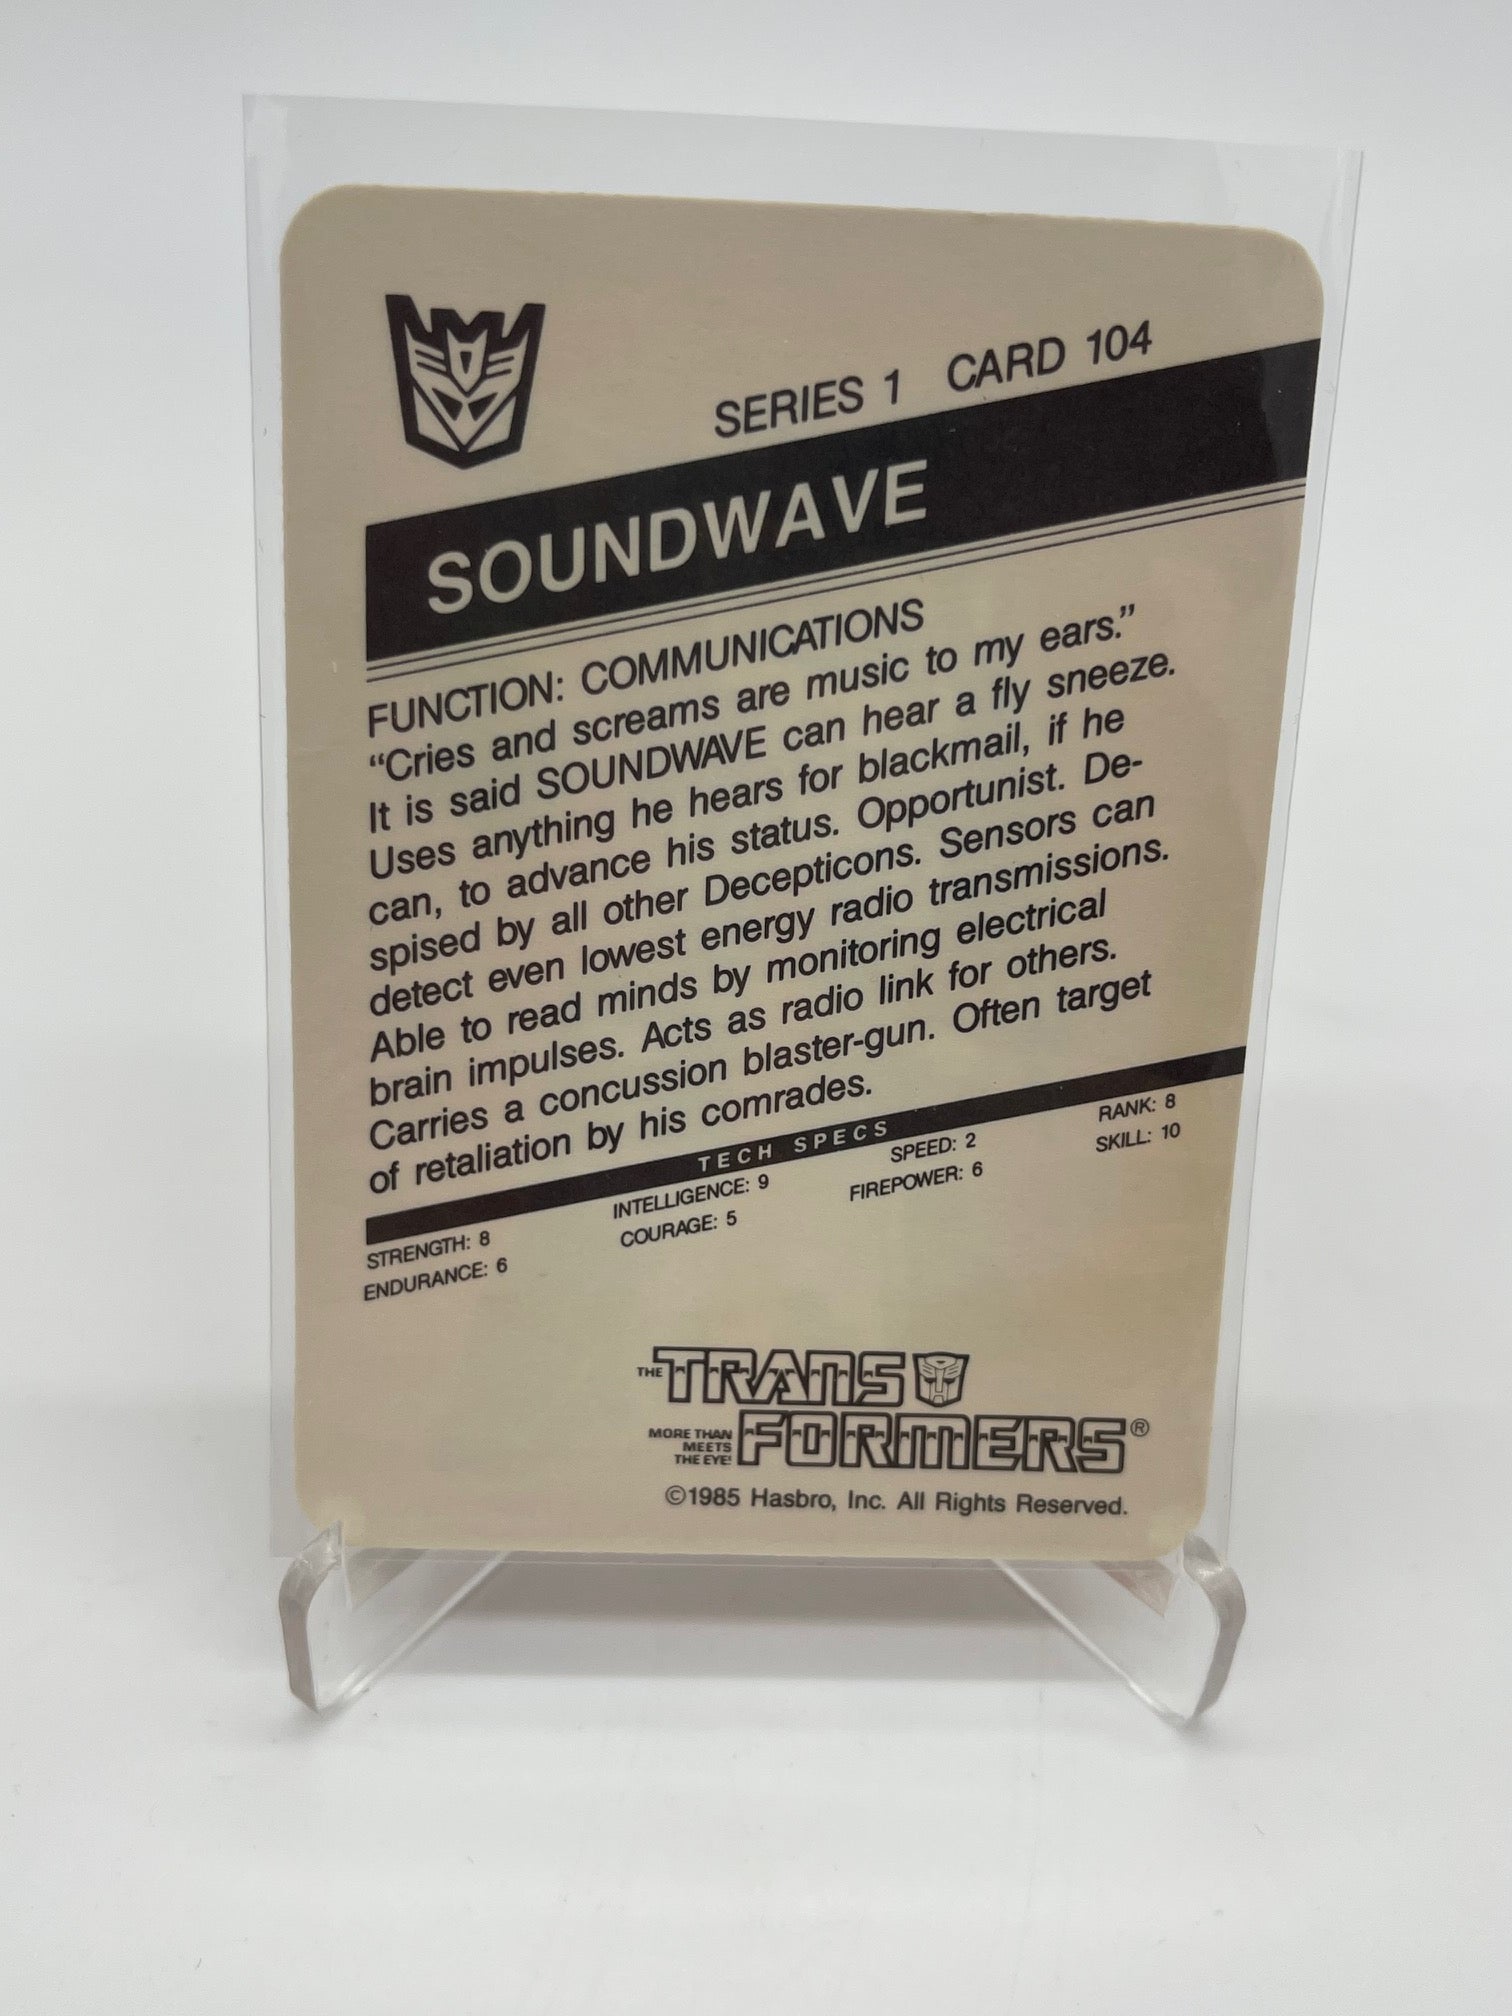 SERIES 1 CARD 104
SOUNDWAVE
FUNCTION: COMMUNICATIONS
“Cries and screams are music to my ears.”
It is said SOUNDWAVE can hear a fly sneeze.
Uses anything he hears for blackmail, if he
can, to advance his status. Opportunist. De-
spised by all other Decepticons. Sensors can
detect even lowest energy radio transmissions.
Able to read minds by monitoring electrical
brain impulses. Acts as radio link for others.
Carries a concussion blaster-gun. Often target
of retaliation by his comrades.
TECH SPECS
STRENGTH: 8 INTELLIGENCE: 9 SPEED: 2 RANK: 8
ENDURANCE: 6 COURAGE: 5 FIREPOWER: 6 SKILL: 10
THE TRANS
MORE THAN
MEETS
THE EYE!
FORMERS®
©1985 Hasbro, Inc. All Rights Reserved.